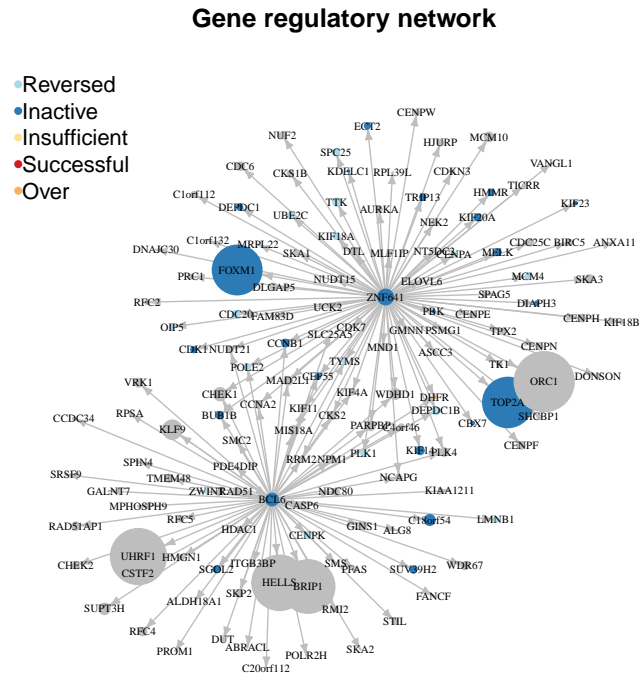 Gene regulatory network
Reversed
Inactive
Insufficient
Successful
Over
CENPW
ECT2
NUF2
HJURP
MCM10
SPC25
CDC6
KDELC1
RPL39L
CDKN3
VANGL1
CKS1B
TICRR
C1orf112
TTK
TRIP13
HMMR
KIF23
DEPDC1
UBE2C
AURKA
NEK2
KIF20A
C1orf132
KIF18A
MRPL22
CDC25C
BIRC5
ANXA11
DNAJC30
SKA1
DTL
MLF1IP
NT5DC3
CENPA
MELK
FOXM1
PRC1
NUDT15
ELOVL6
MCM4
SKA3
DLGAP5
ZNF641
SPAG5
RFC2
UCK2
PBK
CENPE
DIAPH3
CDC20
FAM83D
CENPH
KIF18B
OIP5
CDK7
GMNN
PSMG1
TPX2
SLC25A5
CCNB1
CENPN
CDK1
NUDT21
MND1
ASCC3
TYMS
TK1
POLE2
DONSON
VRK1
MAD2L1
CEP55
ORC1
CHEK1
KIF4A
WDHD1
DHFR
CCNA2
TOP2A
CCDC34
RPSA
BUB1B
KIF11
CKS2
DEPDC1B
SHCBP1
KLF9
MIS18A
PARPBP
C4orf46
CBX7
SMC2
CENPF
SPIN4
PDE4DIP
RRM2
NPM1
PLK1
KIF14
PLK4
SRSF9
TMEM48
NCAPG
KIAA1211
GALNT7
ZWINT
RAD51
NDC80
BCL6
MPHOSPH9
CASP6
RAD51AP1
RFC5
C18orf54
LMNB1
HDAC1
GINS1
ALG8
CENPK
UHRF1
HMGN1
CHEK2
ITGB3BP
SMS
WDR67
CSTF2
SGOL2
PFAS
SUV39H2
HELLS
BRIP1
SKP2
FANCF
ALDH18A1
SUPT3H
RMI2
STIL
RFC4
DUT
SKA2
PROM1
ABRACL
POLR2H
C20orf112